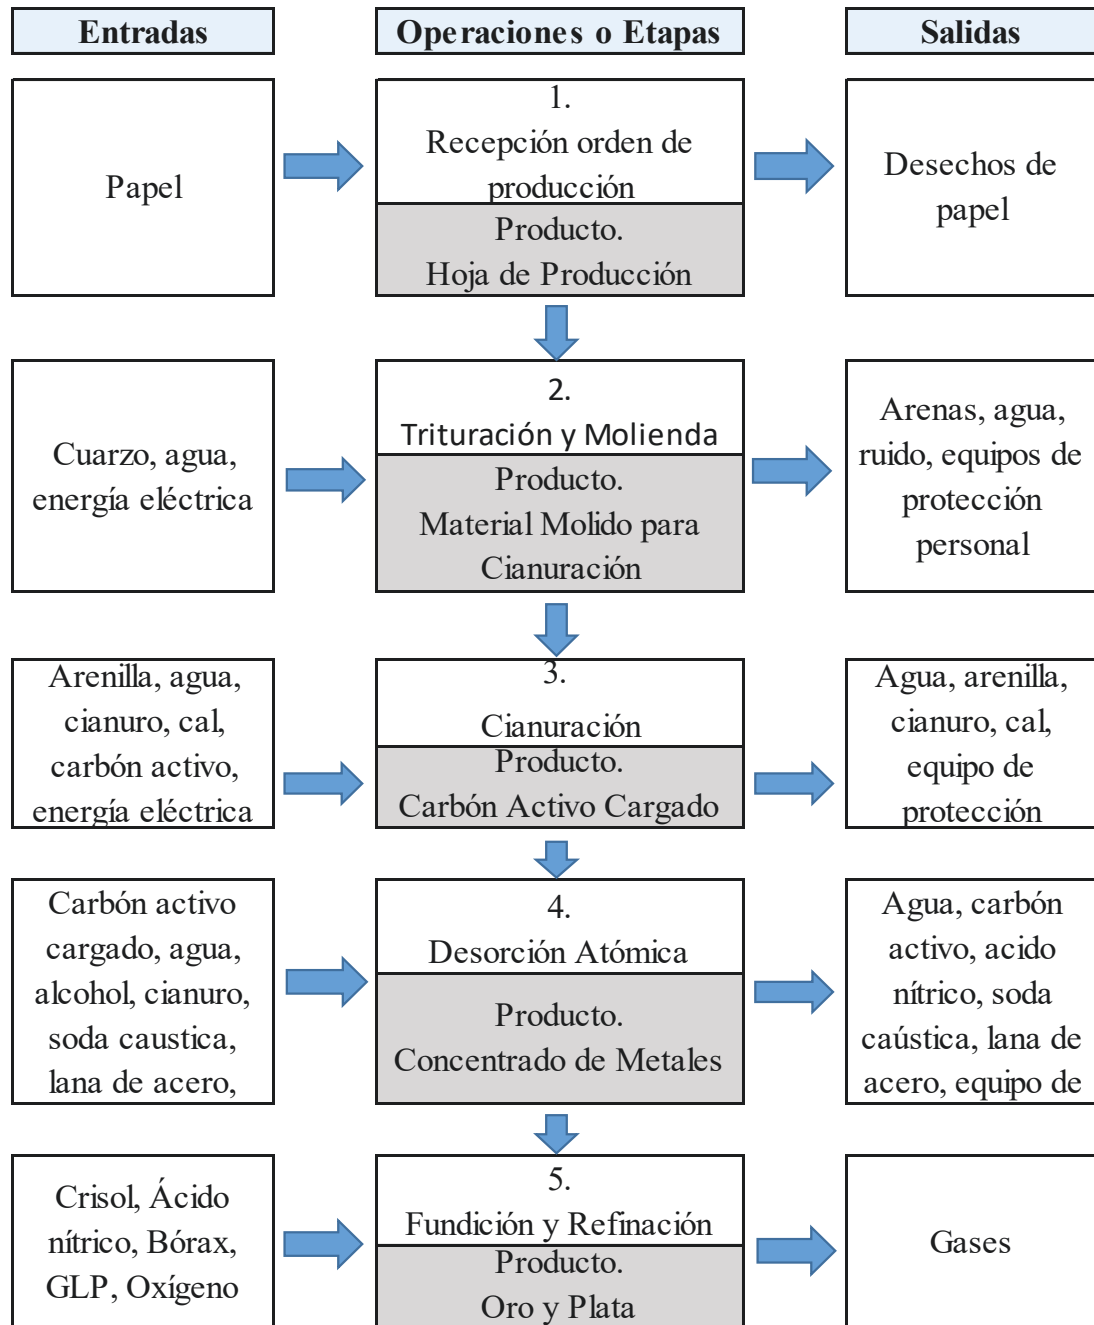 Entradas
Operaciones o Etapas
Salidas
Papel
1.
Recepción orden de
producción
Producto.
Hoja de Producción
Desechos de
papel
Cuarzo, agua,
energía eléctrica
2.
Trituración y Molienda
Producto.
Material Molido para
Cianuración
Arenas, agua,
ruido, equipos de
protección
personal
Arenilla, agua,
cianuro, cal,
carbón activo,
energía eléctrica
3.
Cianuración
Producto.
Carbón Activo Cargado
Agua, arenilla,
cianuro, cal,
equipo de
protección
Carbón activo
cargado, agua,
alcohol, cianuro,
soda caustica,
lana de acero,
4.
Desorción Atómica
Producto.
Concentrado de Metales
Agua, carbón
activo, acido
nítrico, soda
caústica, lana de
acero, equipo de
Crisol, Ácido
nítrico, Bórax,
GLP, Oxígeno
5.
Fundición y Refinación
Producto.
Oro y Plata
Gases